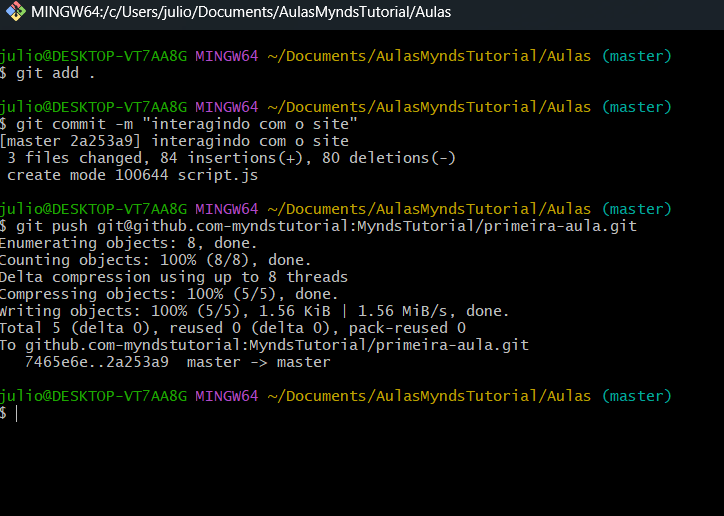 MINGW64:/c/Users/julio/Documents/AulasMyndsTutorial/Aulas
julio@DESKTOP-VT7AA8G MINGW64 ~/Documents/AulasMyndsTutorial/Aulas (master)
$ git add .
julio@DESKTOP-VT7AA8G MINGW64 ~/Documents/AulasMyndsTutorial/Aulas (master)
$ git commit -m "interagindo com o site"
[master 2a253a9] interagindo com o site
3 files changed, 84 insertions(+), 80 deletions(-)
create mode 100644 script.js
julio@DESKTOP-VT7AA8G MINGW64 ~/Documents/AulasMyndsTutorial/Aulas (master)
$ git push git@github.com-myndstutorial:MyndsTutorial/primeira-aula.git
Enumerating objects: 8, done.
Counting objects: 100% (8/8), done.
Delta compression using up to 8 threads
Compressing objects: 100% (5/5), done.
Writing objects: 100% (5/5), 1.56 KiB | 1.56 MiB/s, done.
Total 5 (delta 0), reused 0 (delta 0), pack-reused 0
To github.com-myndstutorial:MyndsTutorial/primeira-aula.git
7465e6e..2a253a9  master -> master
julio@DESKTOP-VT7AA8G MINGW64 ~/Documents/AulasMyndsTutorial/Aulas (master)
$